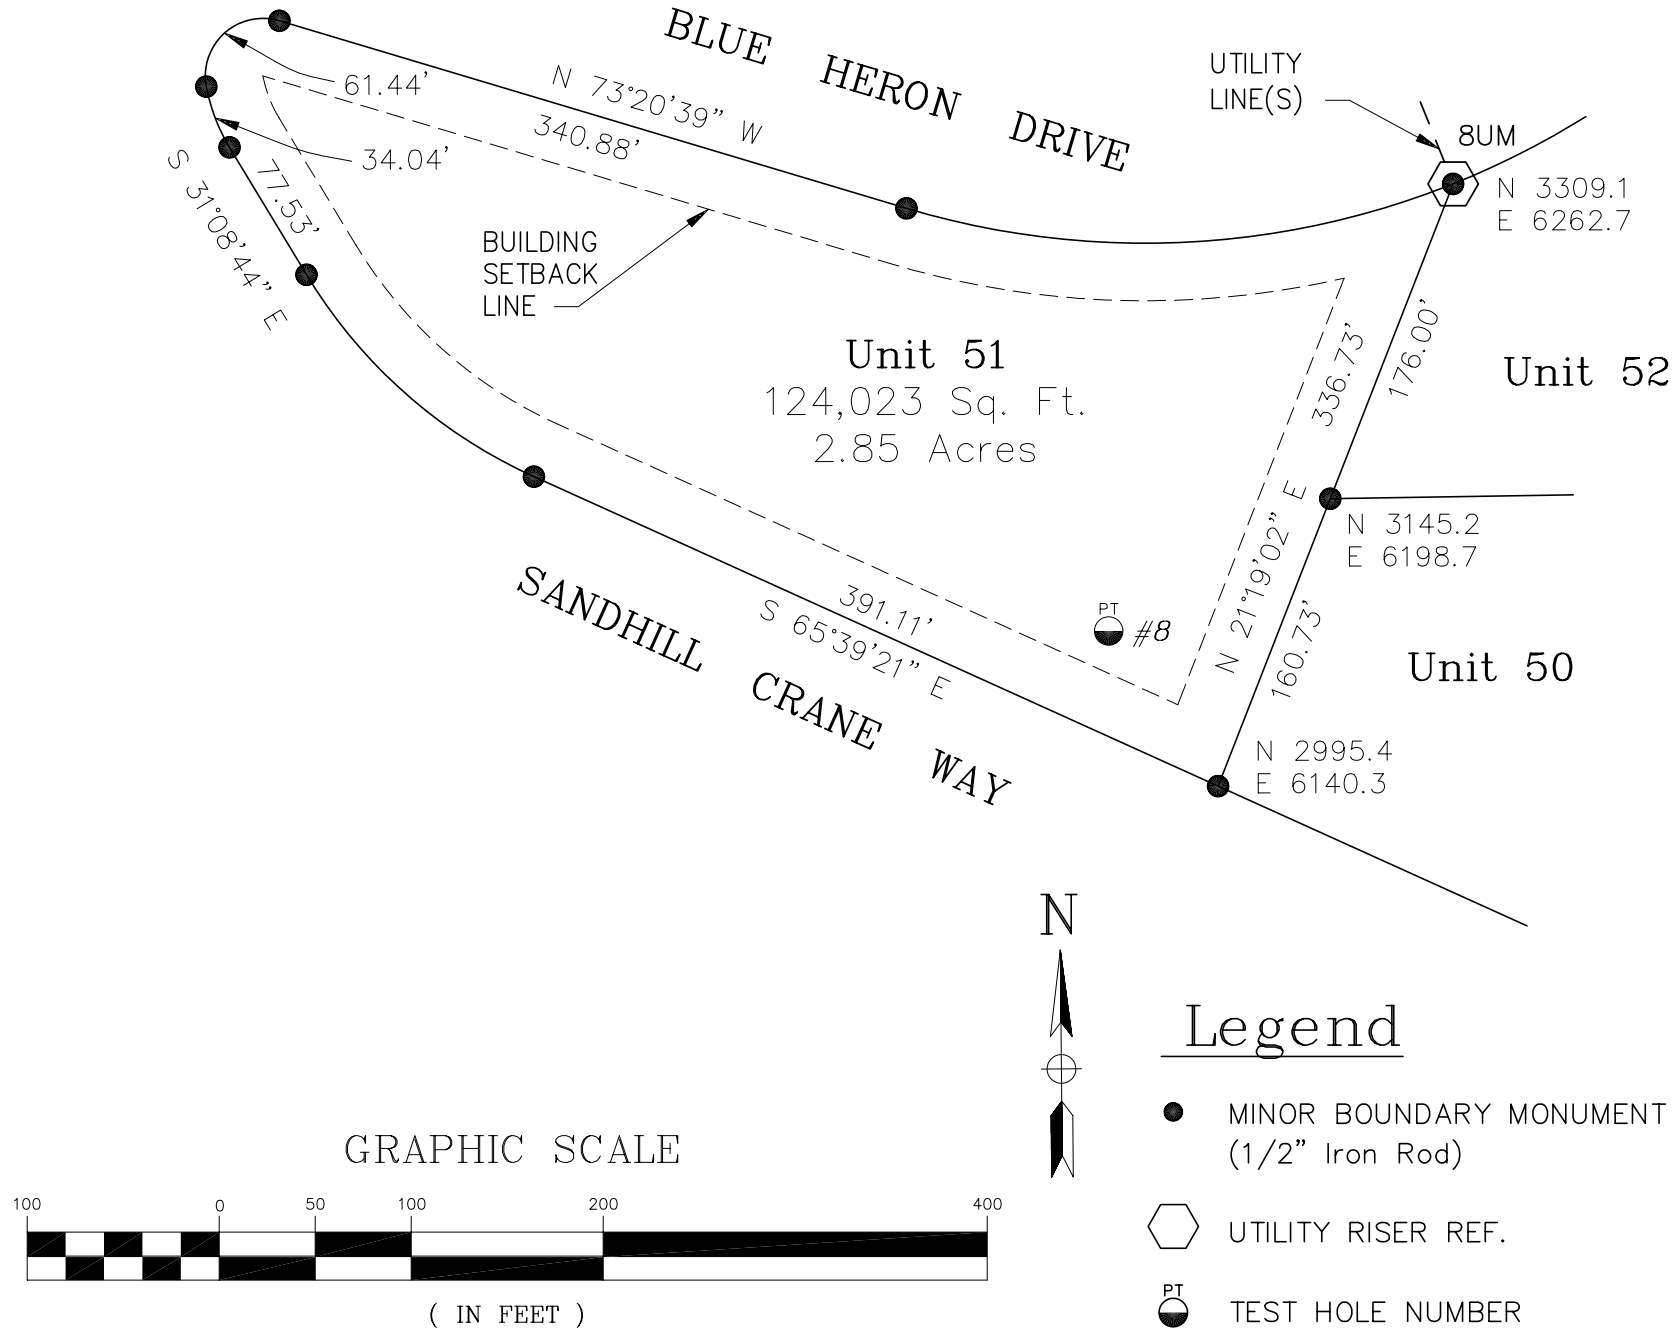 BLUE HERON DRIVE
N 73°20'39" W
340.88'
61.44'
34.04'
77.53'
S 31°08'44" E
UTILITY
LINE(S)
8UM
N 3309.1
E 6262.7
BUILDING
SETBACK
LINE
Unit 51
124,023 Sq. Ft.
2.85 Acres
336.73'
176.00'
Unit 52
N 21°19'02" E
N 3145.2
E 6198.7
391.11'
S 65°39'21" E
PT
#8
160.73'
Unit 50
SANDHILL CRANE WAY
N 2995.4
E 6140.3
N
Legend
MINOR BOUNDARY MONUMENT
(1/2" Iron Rod)
UTILITY RISER REF.
PT
TEST HOLE NUMBER
GRAPHIC SCALE
100 0 50 100 200 400
( IN FEET )